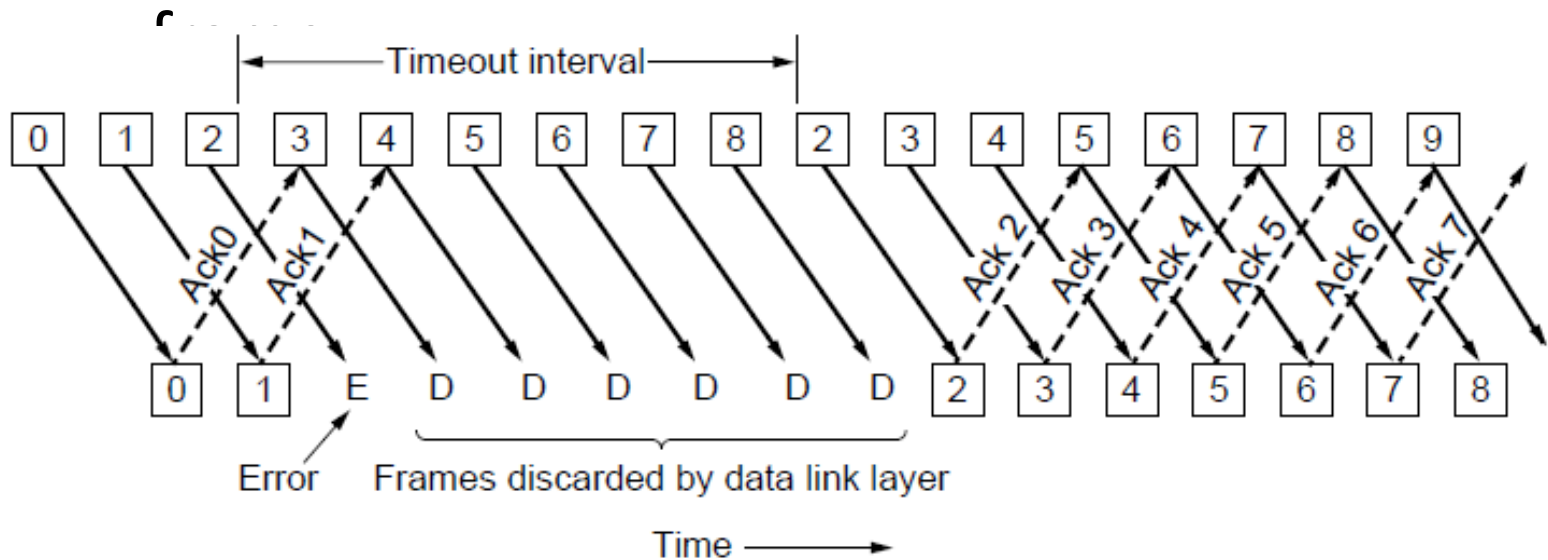 Timeout interval
0 1 2 3 4 5 6 7 8 2 3 4 5 6 7 8 9
Ack0 Ack1 Ack 2 Ack 3 Ack 4 Ack 5 Ack 6 Ack 7
0 1 E D D D D D D 2 3 4 5 6 7 8
Error
Frames discarded by data link layer
Time